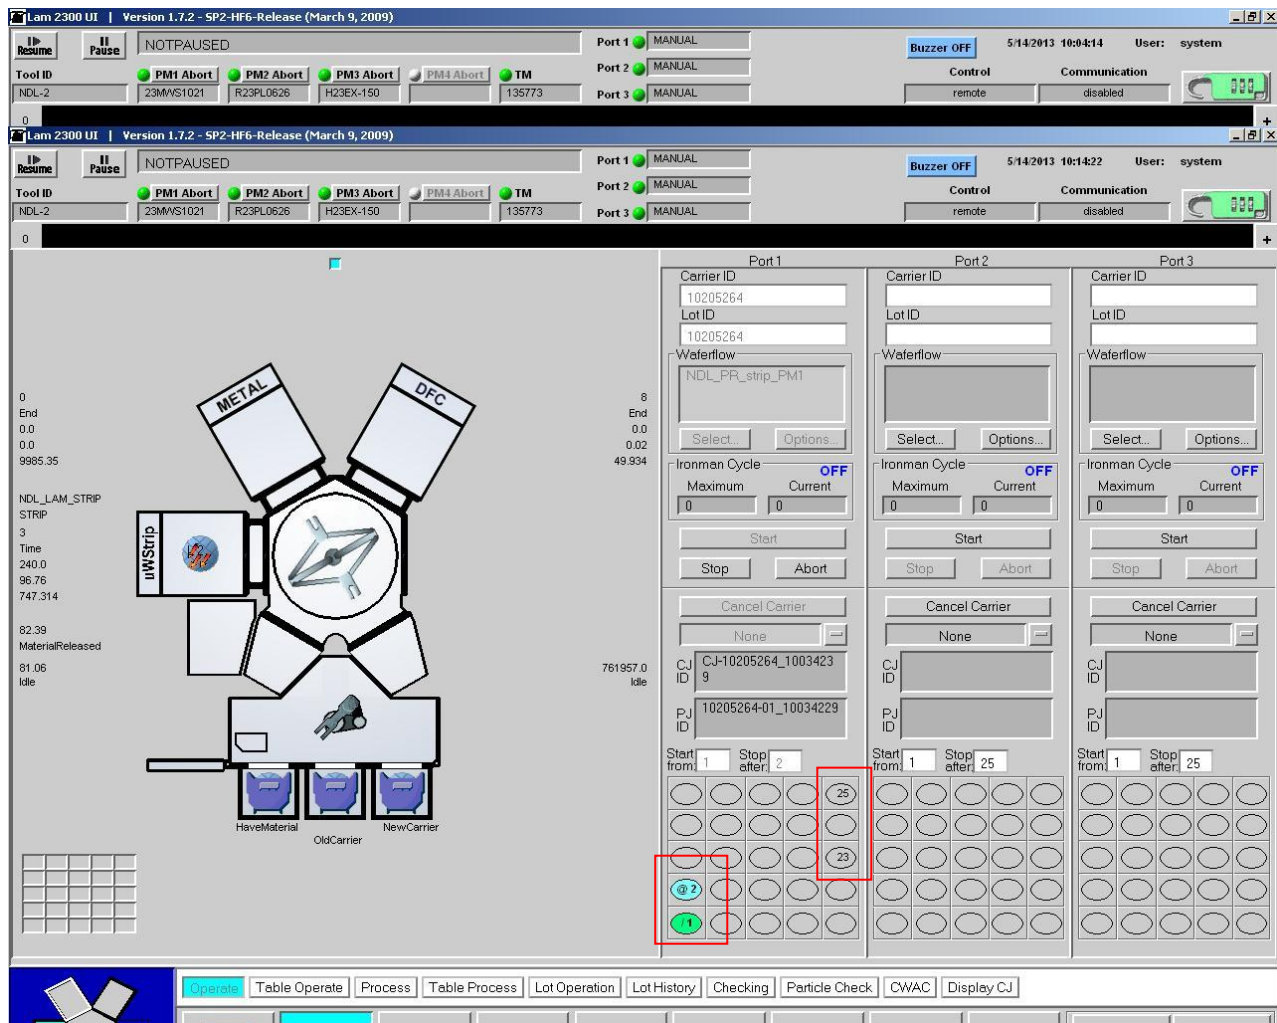 Lam 2300 UI | Version 1.7.2 - SP2-HF6-Release (March 9, 2009)
Resume Pause NOTPAUSED Port 1 MANUAL Buzzer OFF 5/14/2013 10:04:14 User: system
Port 2 MANUAL Control Communication
Tool ID PM1 Abort PM2 Abort PM3 Abort PM4 Abort TM
NDL-2 23MWS1021 R23PL0626 H23EX-150 135773 Port 3 MANUAL remote disabled
0 +
Lam 2300 UI | Version 1.7.2 - SP2-HF6-Release (March 9, 2009)
Resume Pause NOTPAUSED Port 1 MANUAL Buzzer OFF 5/14/2013 10:14:22 User: system
Port 2 MANUAL Control Communication
Tool ID PM1 Abort PM2 Abort PM3 Abort PM4 Abort TM
NDL-2 23MWS1021 R23PL0626 H23EX-150 135773 Port 3 MANUAL remote disabled
0 +
METAL
DFC
0
End
0.0
0.0
9985.35
8
End
0.0
0.02
49.934
NDL_LAM_STRIP
STRIP
3
Time
240.0
96.76
747.314
uWStrip
82.39
MaterialReleased
81.06
Idle
761957.0
Idle
HaveMaterial OldCarrier NewCarrier
Port 1
Carrier ID
10205264
Lot ID
10205264
Waferflow
NDL_PR_strip_PM1
Select... Options...
Ironman Cycle OFF
Maximum Current
0 0
Start
Stop Abort
Cancel Carrier
None
CJ ID CJ-10205264_1003423
9
PJ ID 10205264-01_10034229
Start from: 1 Stop after: 2
25
23
@ 2
/ 1
Port 2
Carrier ID
Lot ID
Waferflow
Select... Options...
Ironman Cycle OFF
Maximum Current
0 0
Start
Stop Abort
Cancel Carrier
None
CJ ID
PJ ID
Start from: 1 Stop after: 25
Port 3
Carrier ID
Lot ID
Waferflow
Select... Options...
Ironman Cycle OFF
Maximum Current
0 0
Start
Stop Abort
Cancel Carrier
None
CJ ID
PJ ID
Start from: 1 Stop after: 25
Operate Table Operate Process Table Process Lot Operation Lot History Checking Particle Check CWAC Display CJ